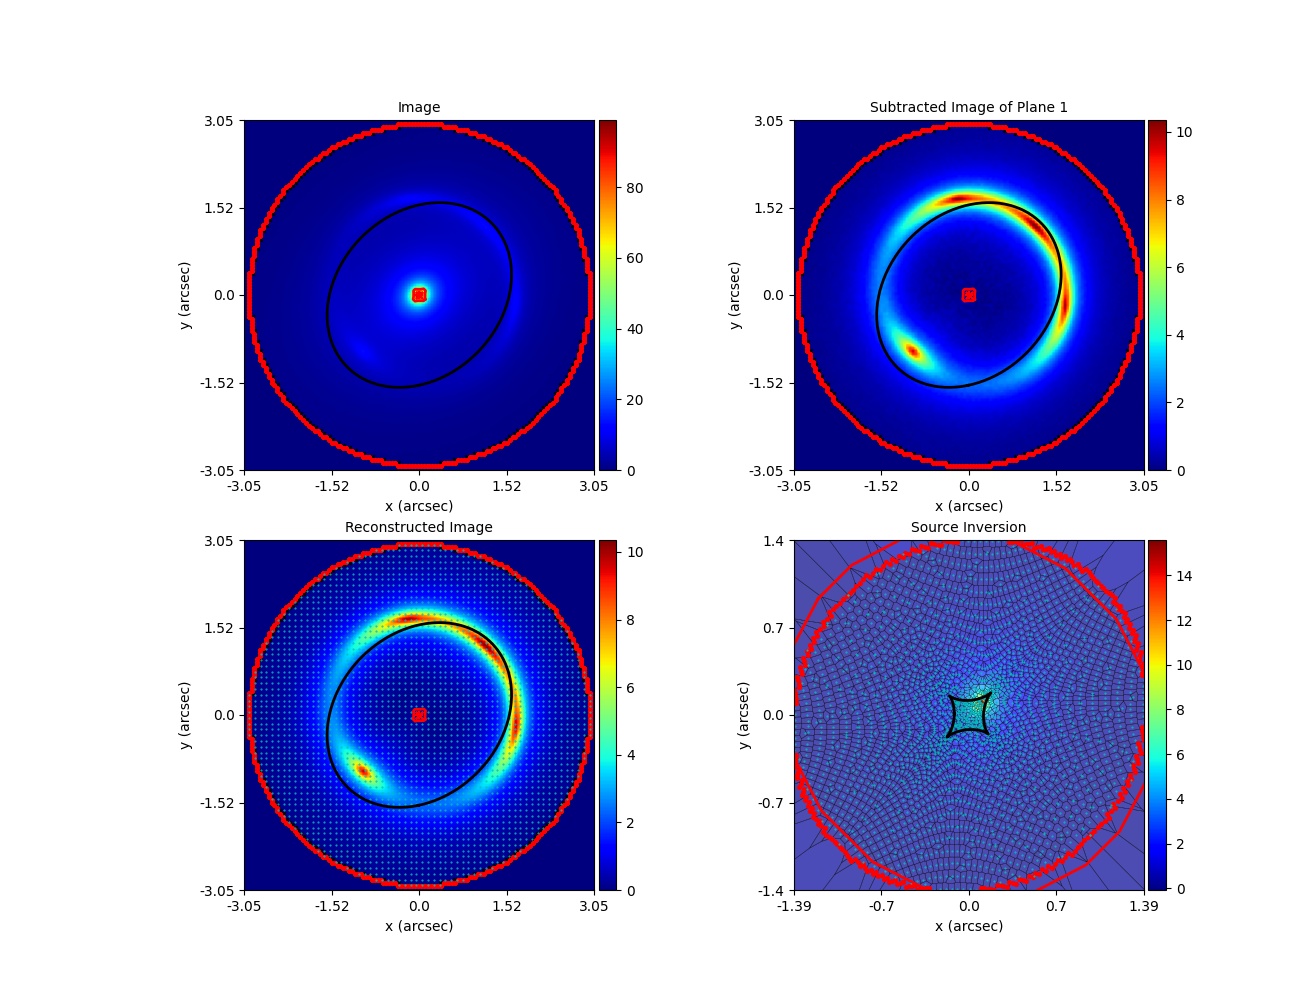 Image
3.05
1.52
0.0
-1.52
-3.05
y (arcsec)
-3.05 -1.52 0.0 1.52 3.05
x (arcsec)
80
60
40
20
0
Subtracted Image of Plane 1
3.05
1.52
0.0
-1.52
-3.05
y (arcsec)
-3.05 -1.52 0.0 1.52 3.05
x (arcsec)
10
8
6
4
2
0
Reconstructed Image
3.05
1.52
0.0
-1.52
-3.05
y (arcsec)
-3.05 -1.52 0.0 1.52 3.05
x (arcsec)
10
8
6
4
2
0
Source Inversion
1.4
0.7
0.0
-0.7
-1.4
y (arcsec)
-1.39 -0.7 0.0 0.7 1.39
x (arcsec)
14
12
10
8
6
4
2
0